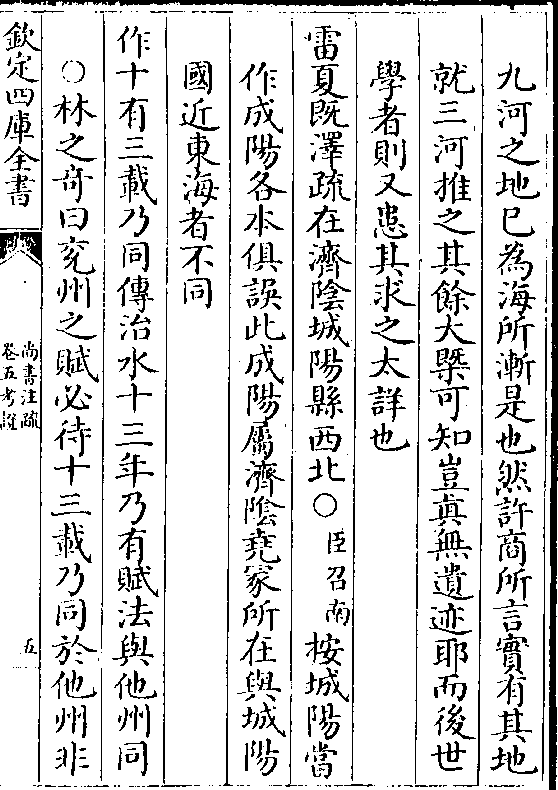 九河之地已為海所漸是也然許商所言實有其地
就三河推之其餘大槩可知豈真無遺迹耶而後世
學者則又患其求之太詳也
雷夏既澤疏在濟陰城陽縣西北○臣召南按城陽當
作成陽各本俱誤此成陽屬濟陰堯冢所在與城陽
國近東海者不同
作十有三載乃同傳治水十三年乃有賦法與他州同
○林之奇曰兖州之賦必待十三載乃同於他州非
欽定四庫全書
尚書注疏
卷五考證
五